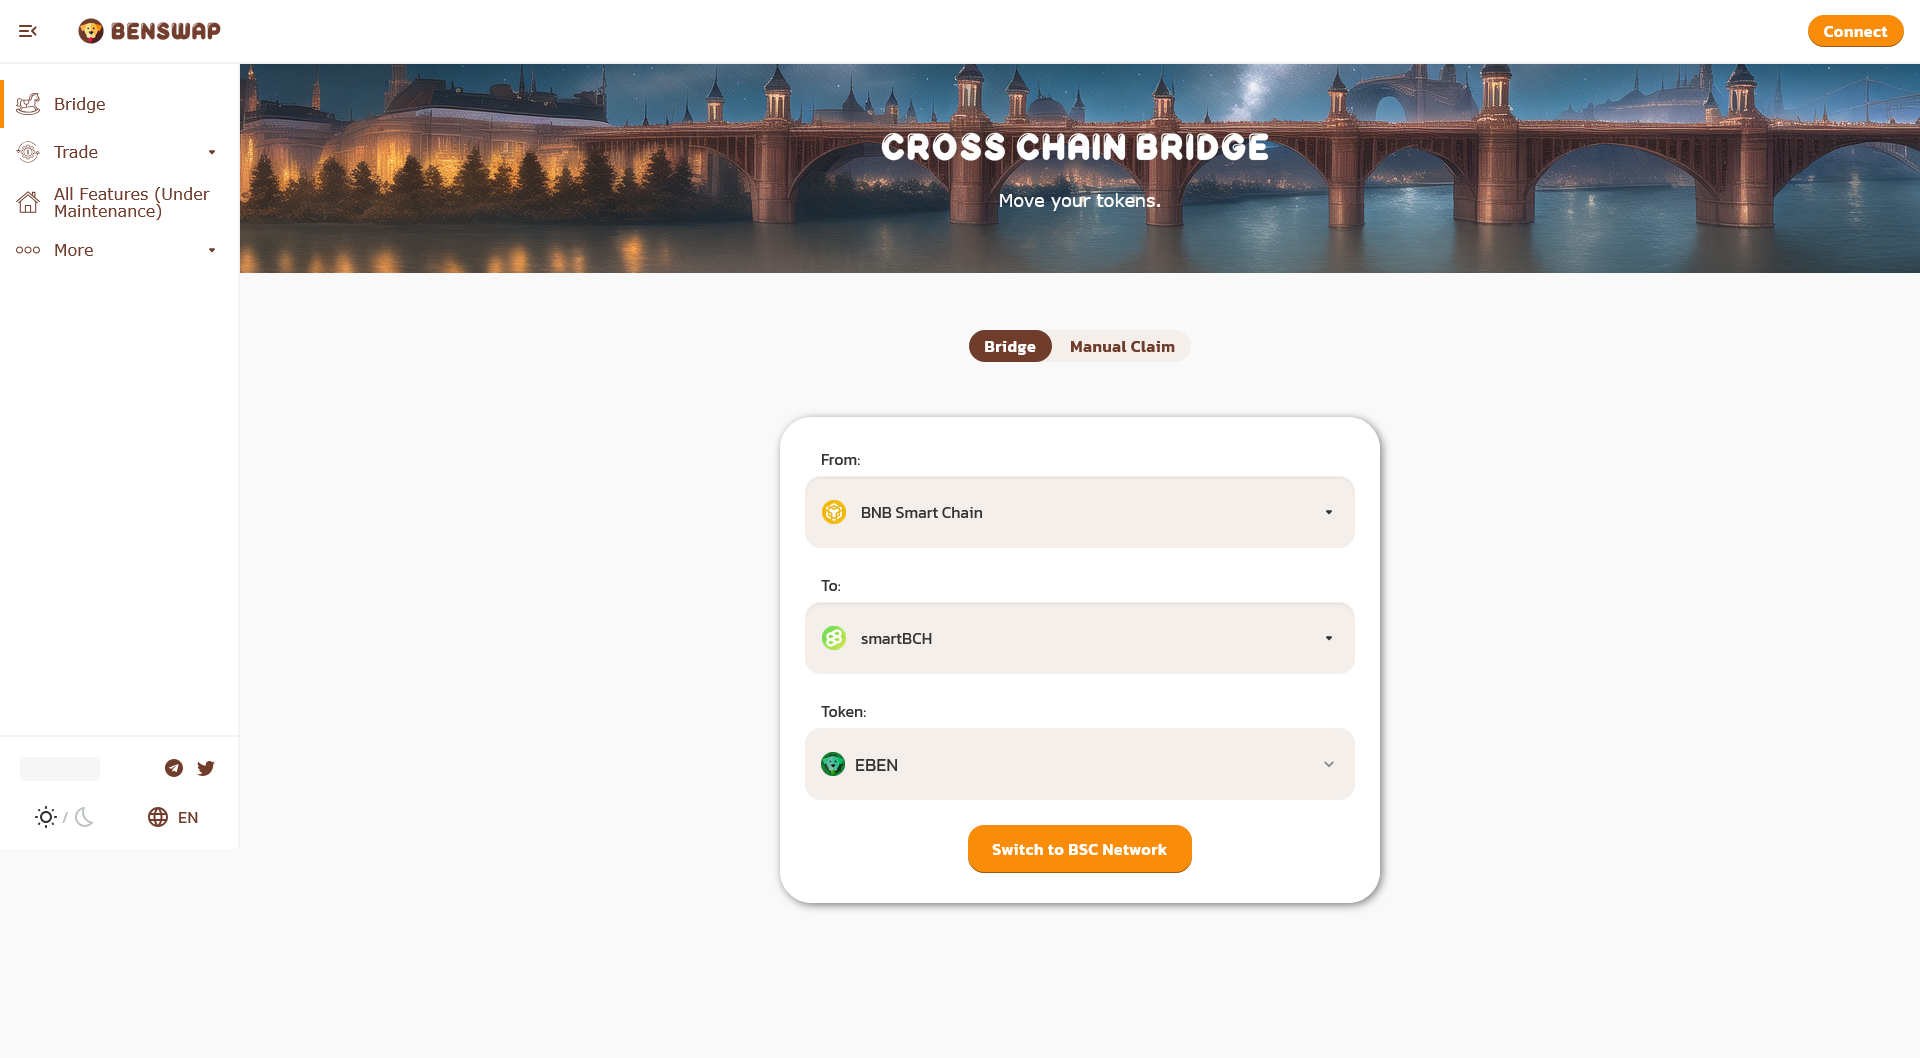 BENSWAP
Connect
Bridge
Trade
All Features (Under
Maintenance)
More
CROSS CHAIN BRIDGE
Move your tokens.
Bridge
Manual Claim
From:
BNB Smart Chain
To:
smartBCH
Token:
EBEN
Switch to BSC Network
/
EN